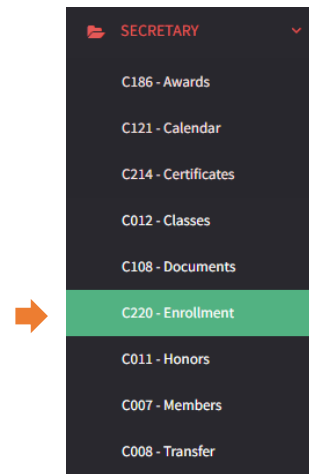 SECRETARY
C186 - Awards
C121 - Calendar
C214 - Certificates
C012 - Classes
C108 - Documents
C220 - Enrollment
C011 - Honors
C007 - Members
C008 - Transfer